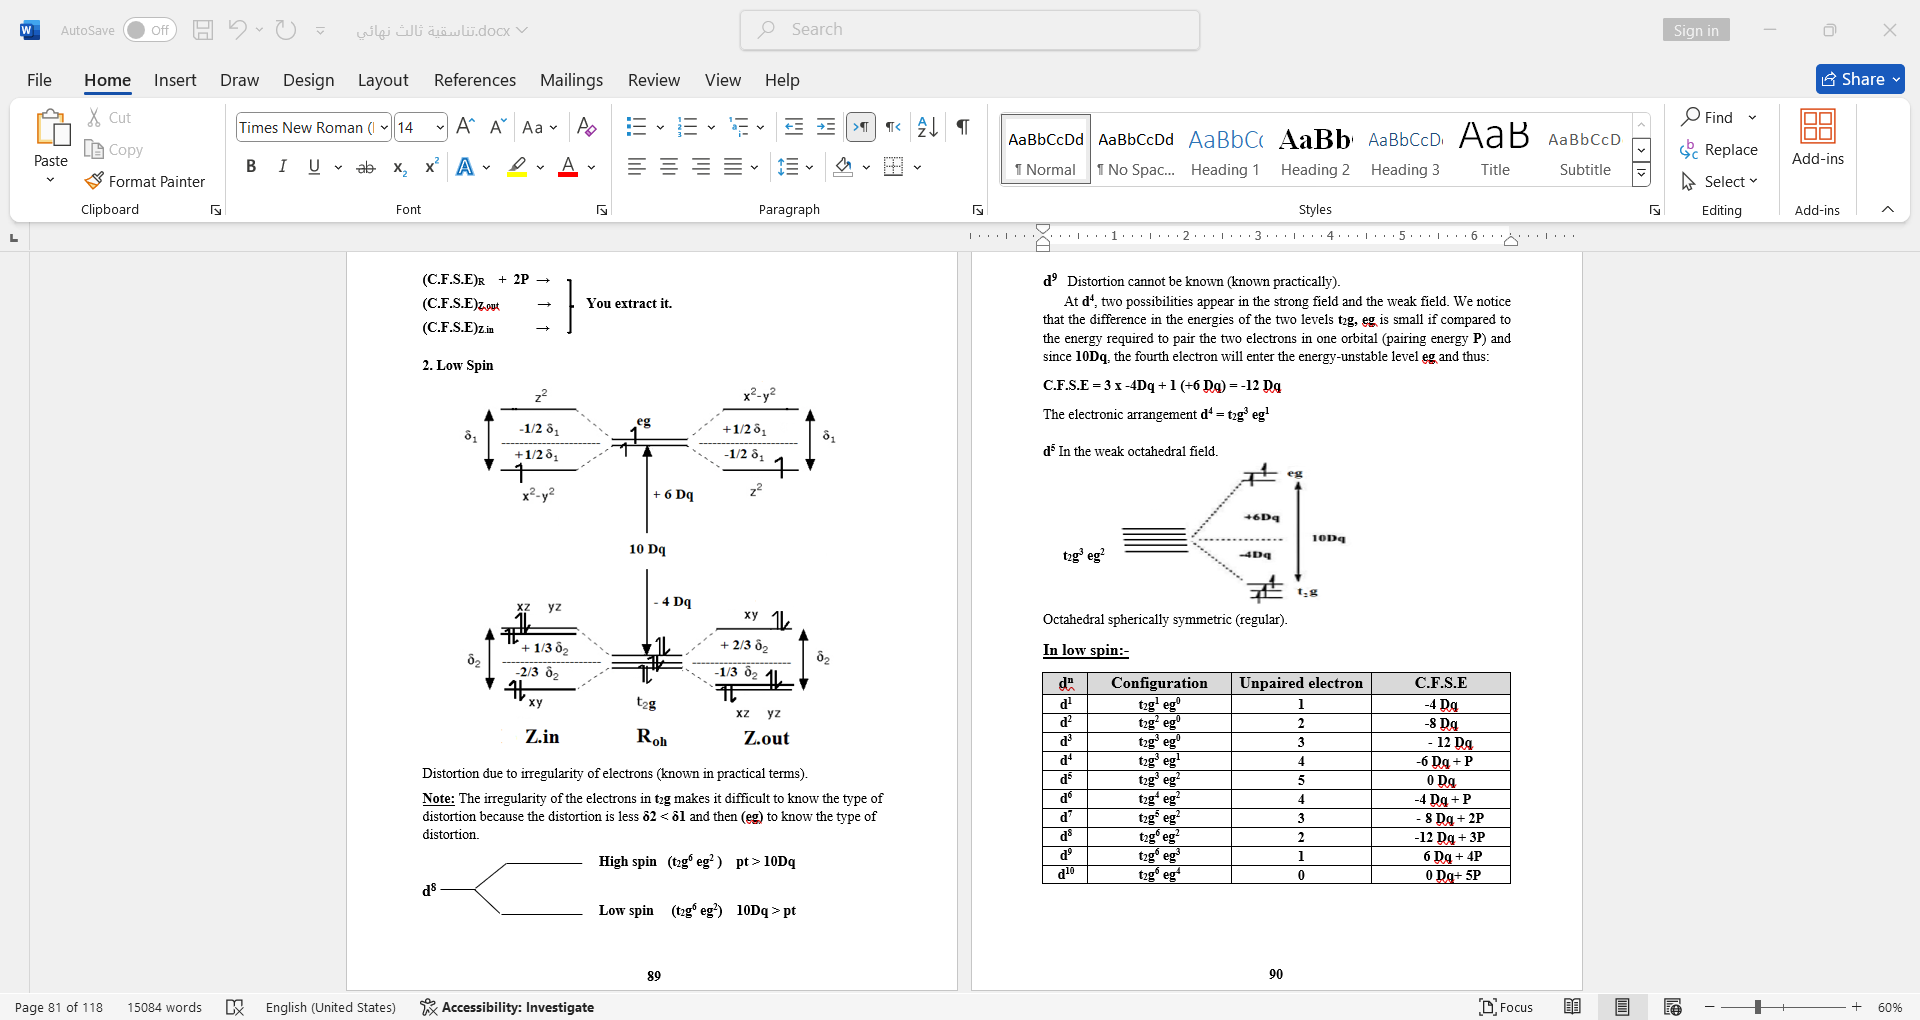 AutoSave Off تناسقية ثالث نهائي.docx Search Sign in
File Home Insert Draw Design Layout References Mailings Review View Help Share
Paste Cut Copy Format Painter
Times New Roman ( 14
AaBbCcDd AaBbCcDd AaBbCc AaBb AaBbCcD AaB AaBbCcD
¶ Normal ¶ No Spac... Heading 1 Heading 2 Heading 3 Title Subtitle
Find Replace Select Add-ins
Clipboard Font Paragraph Styles Editing Add-ins
1 2 3 4 5 6
(C.F.S.E)R + 2P →
(C.F.S.E)Z.out → You extract it.
(C.F.S.E)Z.in →
2. Low Spin
z² x²-y²
δ₁ -1/2 δ₁ eg +1/2 δ₁ δ₁
+1/2 δ₁ -1/2 δ₁
x²-y² + 6 Dq z²
10 Dq
- 4 Dq
xz yz xy
δ₂ + 1/3 δ₂ + 2/3 δ₂ δ₂
-2/3 δ₂ -1/3 δ₂
xy t₂g xz yz
Z.in Roh Z.out
Distortion due to irregularity of electrons (known in practical terms).
Note: The irregularity of the electrons in t₂g makes it difficult to know the type of
distortion because the distortion is less δ2 < δ1 and then (eg) to know the type of
distortion.
High spin (t₂g⁶ eg² ) pt > 10Dq
d⁸
Low spin (t₂g⁶ eg²) 10Dq > pt
89
d⁹ Distortion cannot be known (known practically).
At d⁴, two possibilities appear in the strong field and the weak field. We notice
that the difference in the energies of the two levels t₂g, eg is small if compared to
the energy required to pair the two electrons in one orbital (pairing energy P) and
since 10Dq, the fourth electron will enter the energy-unstable level eg and thus:
C.F.S.E = 3 x -4Dq + 1 (+6 Dq) = -12 Dq
The electronic arrangement d⁴ = t₂g³ eg¹
d⁵ In the weak octahedral field.
eg
+6Dq
10Dq
t₂g³ eg² -4Dq
t₂g
Octahedral spherically symmetric (regular).
In low spin:-
dⁿ Configuration Unpaired electron C.F.S.E
d¹ t₂g¹ eg⁰ 1 -4 Dq
d² t₂g² eg⁰ 2 -8 Dq
d³ t₂g³ eg⁰ 3 - 12 Dq
d⁴ t₂g³ eg¹ 4 -6 Dq + P
d⁵ t₂g³ eg² 5 0 Dq
d⁶ t₂g⁴ eg² 4 -4 Dq + P
d⁷ t₂g⁵ eg² 3 - 8 Dq + 2P
d⁸ t₂g⁶ eg² 2 -12 Dq + 3P
d⁹ t₂g⁶ eg³ 1 6 Dq + 4P
d¹⁰ t₂g⁶ eg⁴ 0 0 Dq+ 5P
90
Page 81 of 118 15084 words English (United States) Accessibility: Investigate Focus 60%